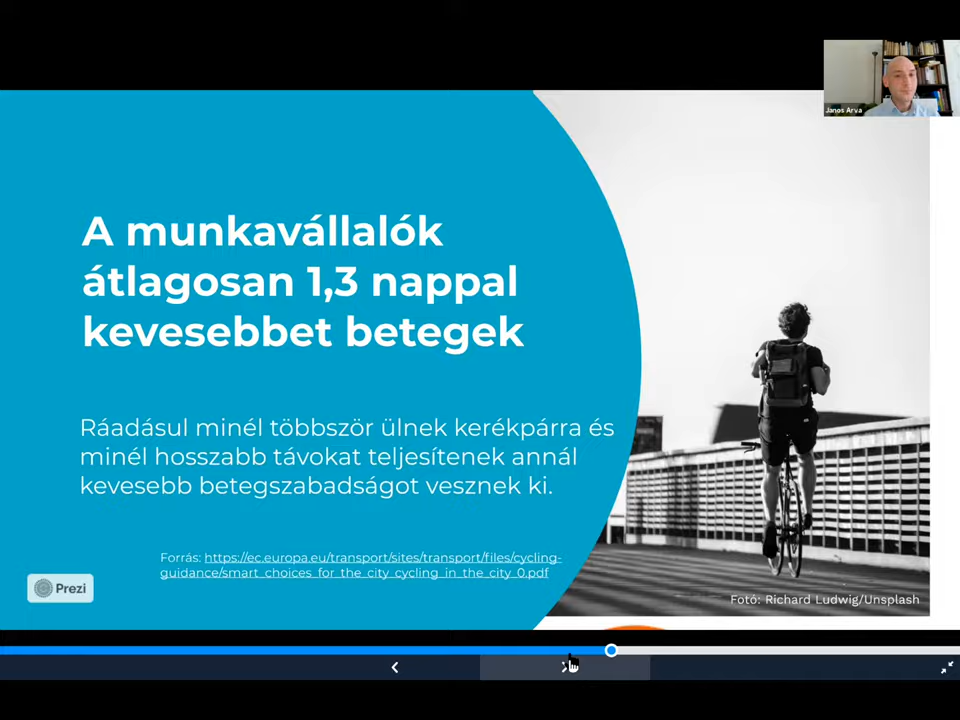 Janos Arva
A munkavállalók
átlagosan 1,3 nappal
kevesebbet betegek
Ráadásul minél többször ülnek kerékpárra és
minél hosszabb távokat teljesítenek annál
kevesebb betegszabadságot vesznek ki.
Forrás: https://ec.europa.eu/transport/sites/transport/files/cycling-
guidance/smart_choices_for_the_city_cycling_in_the_city_0.pdf
Prezi
Fotó: Richard Ludwig/Unsplash